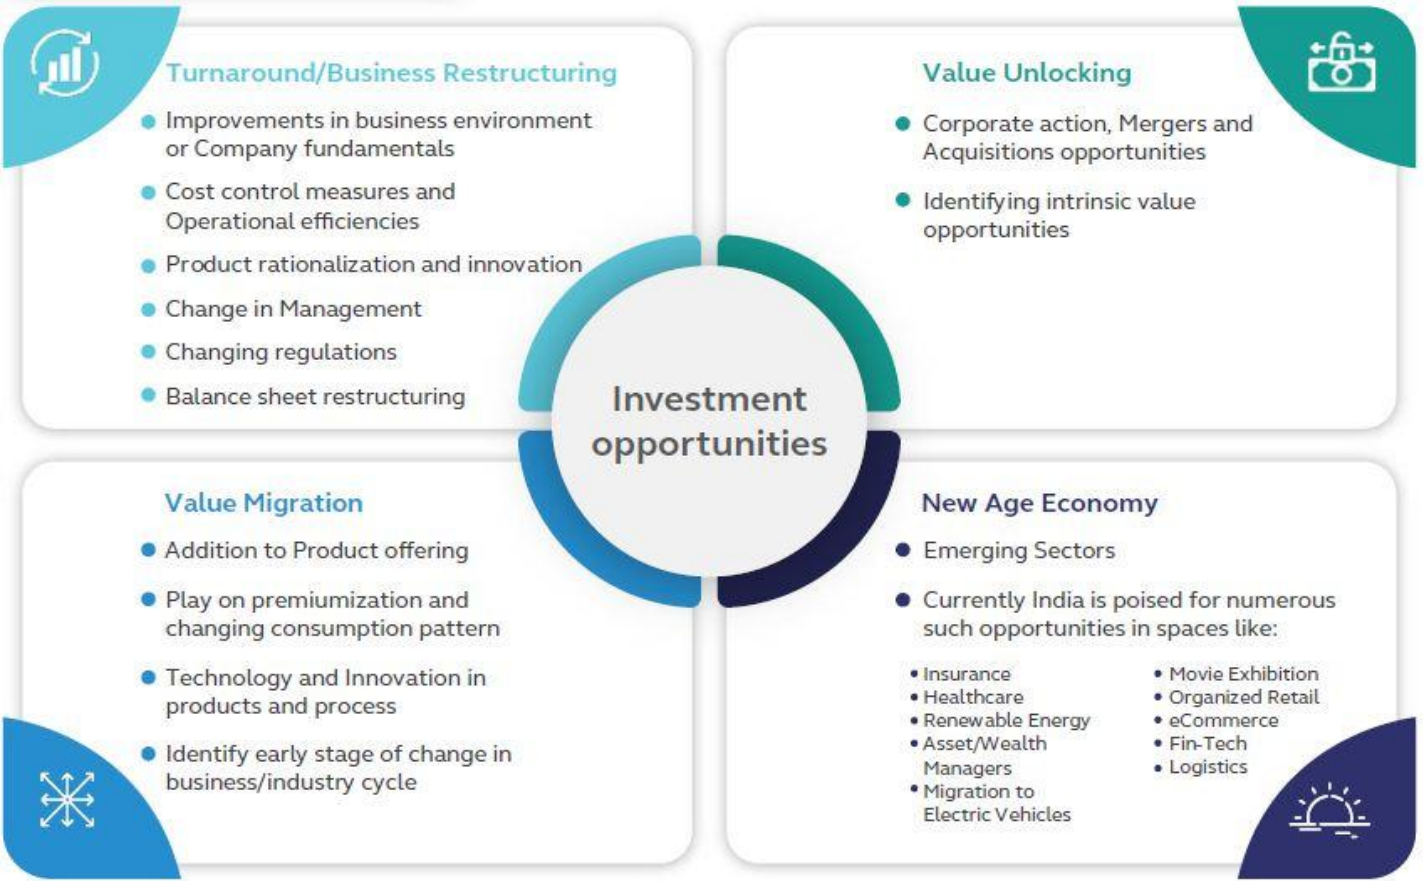 Turnaround/Business Restructuring
Improvements in business environment
or Company fundamentals
Cost control measures and
Operational efficiencies
Product rationalization and innovation
Change in Management
Changing regulations
Balance sheet restructuring
Value Unlocking
Corporate action, Mergers and
Acquisitions opportunities
Identifying intrinsic value
opportunities
Investment
opportunities
Value Migration
Addition to Product offering
Play on premiumization and
changing consumption pattern
Technology and Innovation in
products and process
Identify early stage of change in
business/industry cycle
New Age Economy
Emerging Sectors
Currently India is poised for numerous
such opportunities in spaces like:
Insurance
Healthcare
Renewable Energy
Asset/Wealth
Managers
Migration to
Electric Vehicles
Movie Exhibition
Organized Retail
eCommerce
Fin-Tech
Logistics